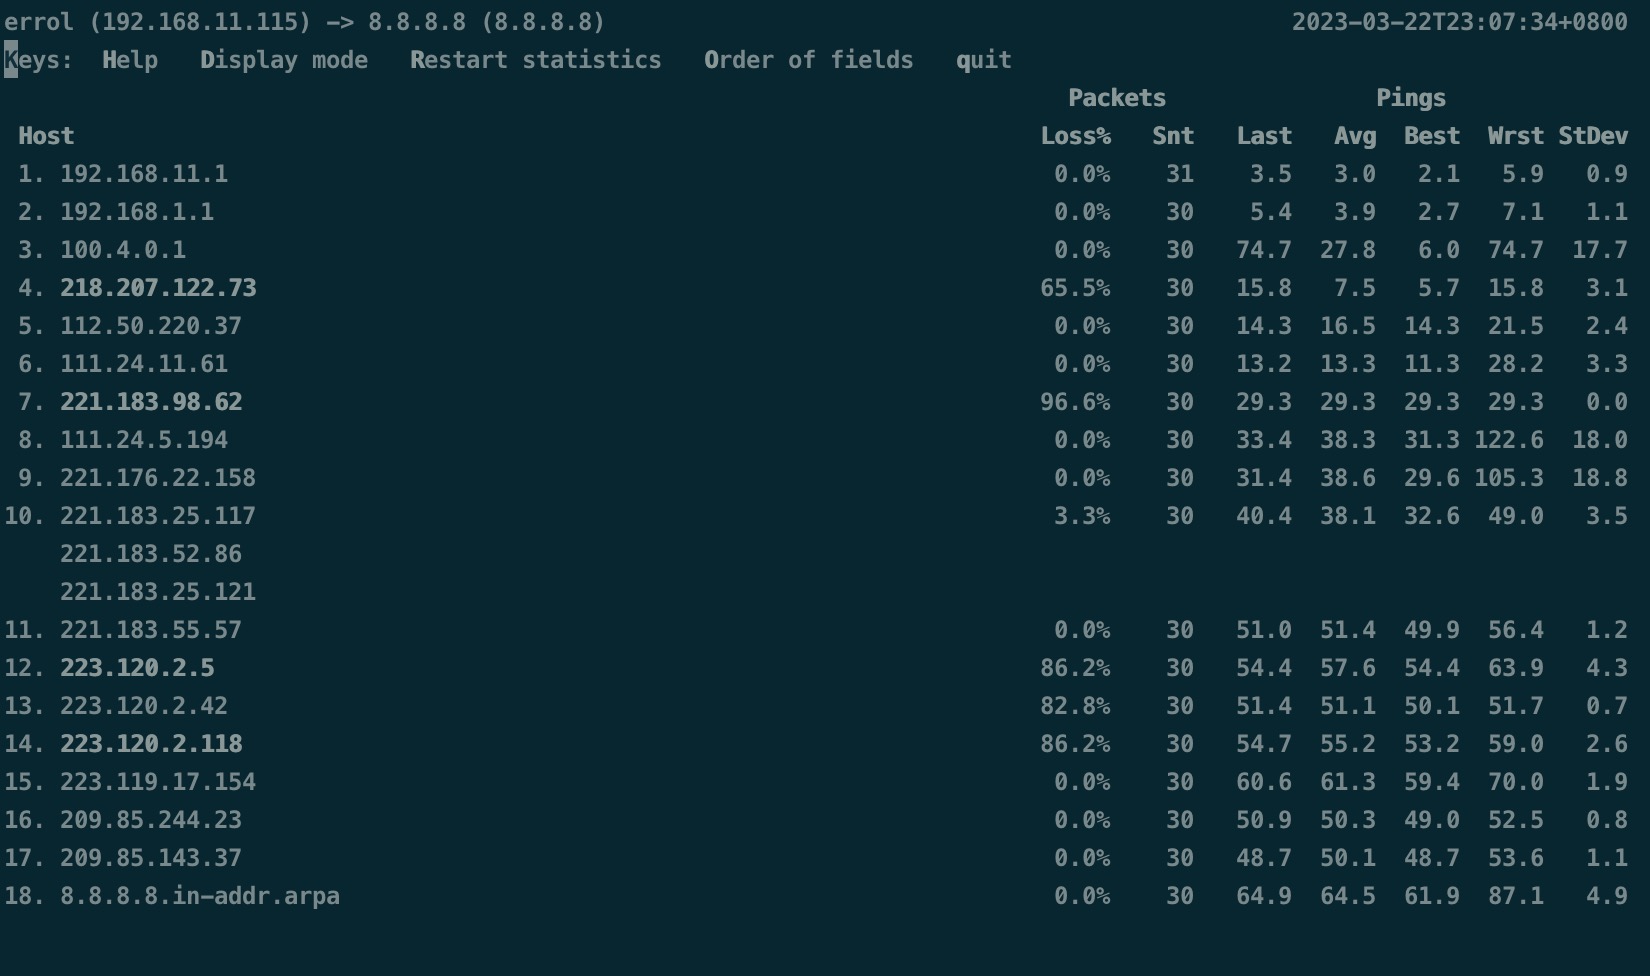 errol (192.168.11.115) -> 8.8.8.8 (8.8.8.8) 2023-03-22T23:07:34+0800
Keys: Help Display mode Restart statistics Order of fields quit
Packets Pings
Host Loss% Snt Last Avg Best Wrst StDev
1. 192.168.11.1 0.0% 31 3.5 3.0 2.1 5.9 0.9
2. 192.168.1.1 0.0% 30 5.4 3.9 2.7 7.1 1.1
3. 100.4.0.1 0.0% 30 74.7 27.8 6.0 74.7 17.7
4. 218.207.122.73 65.5% 30 15.8 7.5 5.7 15.8 3.1
5. 112.50.220.37 0.0% 30 14.3 16.5 14.3 21.5 2.4
6. 111.24.11.61 0.0% 30 13.2 13.3 11.3 28.2 3.3
7. 221.183.98.62 96.6% 30 29.3 29.3 29.3 29.3 0.0
8. 111.24.5.194 0.0% 30 33.4 38.3 31.3 122.6 18.0
9. 221.176.22.158 0.0% 30 31.4 38.6 29.6 105.3 18.8
10. 221.183.25.117 3.3% 30 40.4 38.1 32.6 49.0 3.5
221.183.52.86
221.183.25.121
11. 221.183.55.57 0.0% 30 51.0 51.4 49.9 56.4 1.2
12. 223.120.2.5 86.2% 30 54.4 57.6 54.4 63.9 4.3
13. 223.120.2.42 82.8% 30 51.4 51.1 50.1 51.7 0.7
14. 223.120.2.118 86.2% 30 54.7 55.2 53.2 59.0 2.6
15. 223.119.17.154 0.0% 30 60.6 61.3 59.4 70.0 1.9
16. 209.85.244.23 0.0% 30 50.9 50.3 49.0 52.5 0.8
17. 209.85.143.37 0.0% 30 48.7 50.1 48.7 53.6 1.1
18. 8.8.8.8.in-addr.arpa 0.0% 30 64.9 64.5 61.9 87.1 4.9